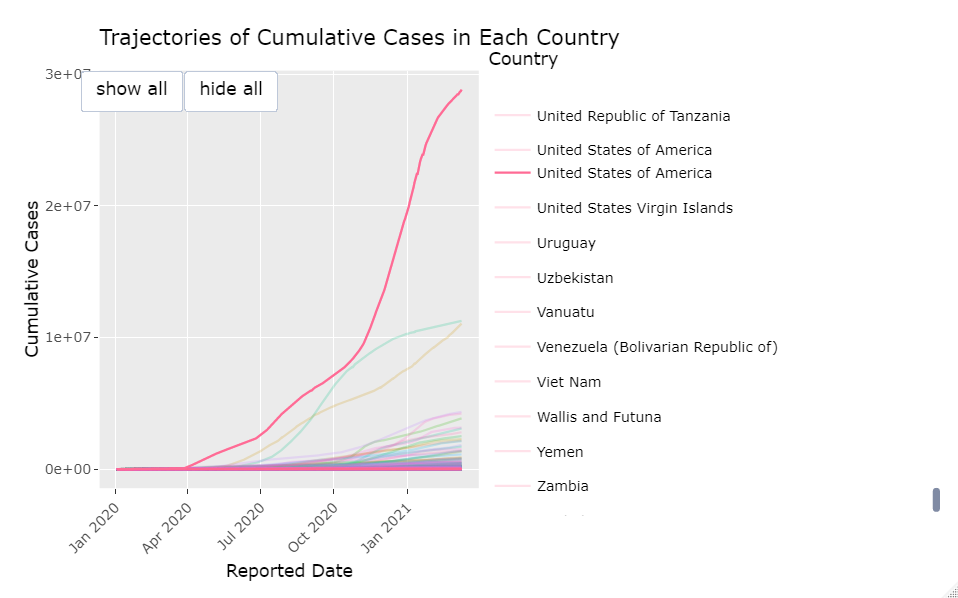 Trajectories of Cumulative Cases in Each Country
Country
3e+07
show all
hide all
2e+07
1e+07
0e+00
Cumulative Cases
Jan 2020
Apr 2020
Jul 2020
Oct 2020
Jan 2021
Reported Date
United Republic of Tanzania
United States of America
United States of America
United States Virgin Islands
Uruguay
Uzbekistan
Vanuatu
Venezuela (Bolivarian Republic of)
Viet Nam
Wallis and Futuna
Yemen
Zambia